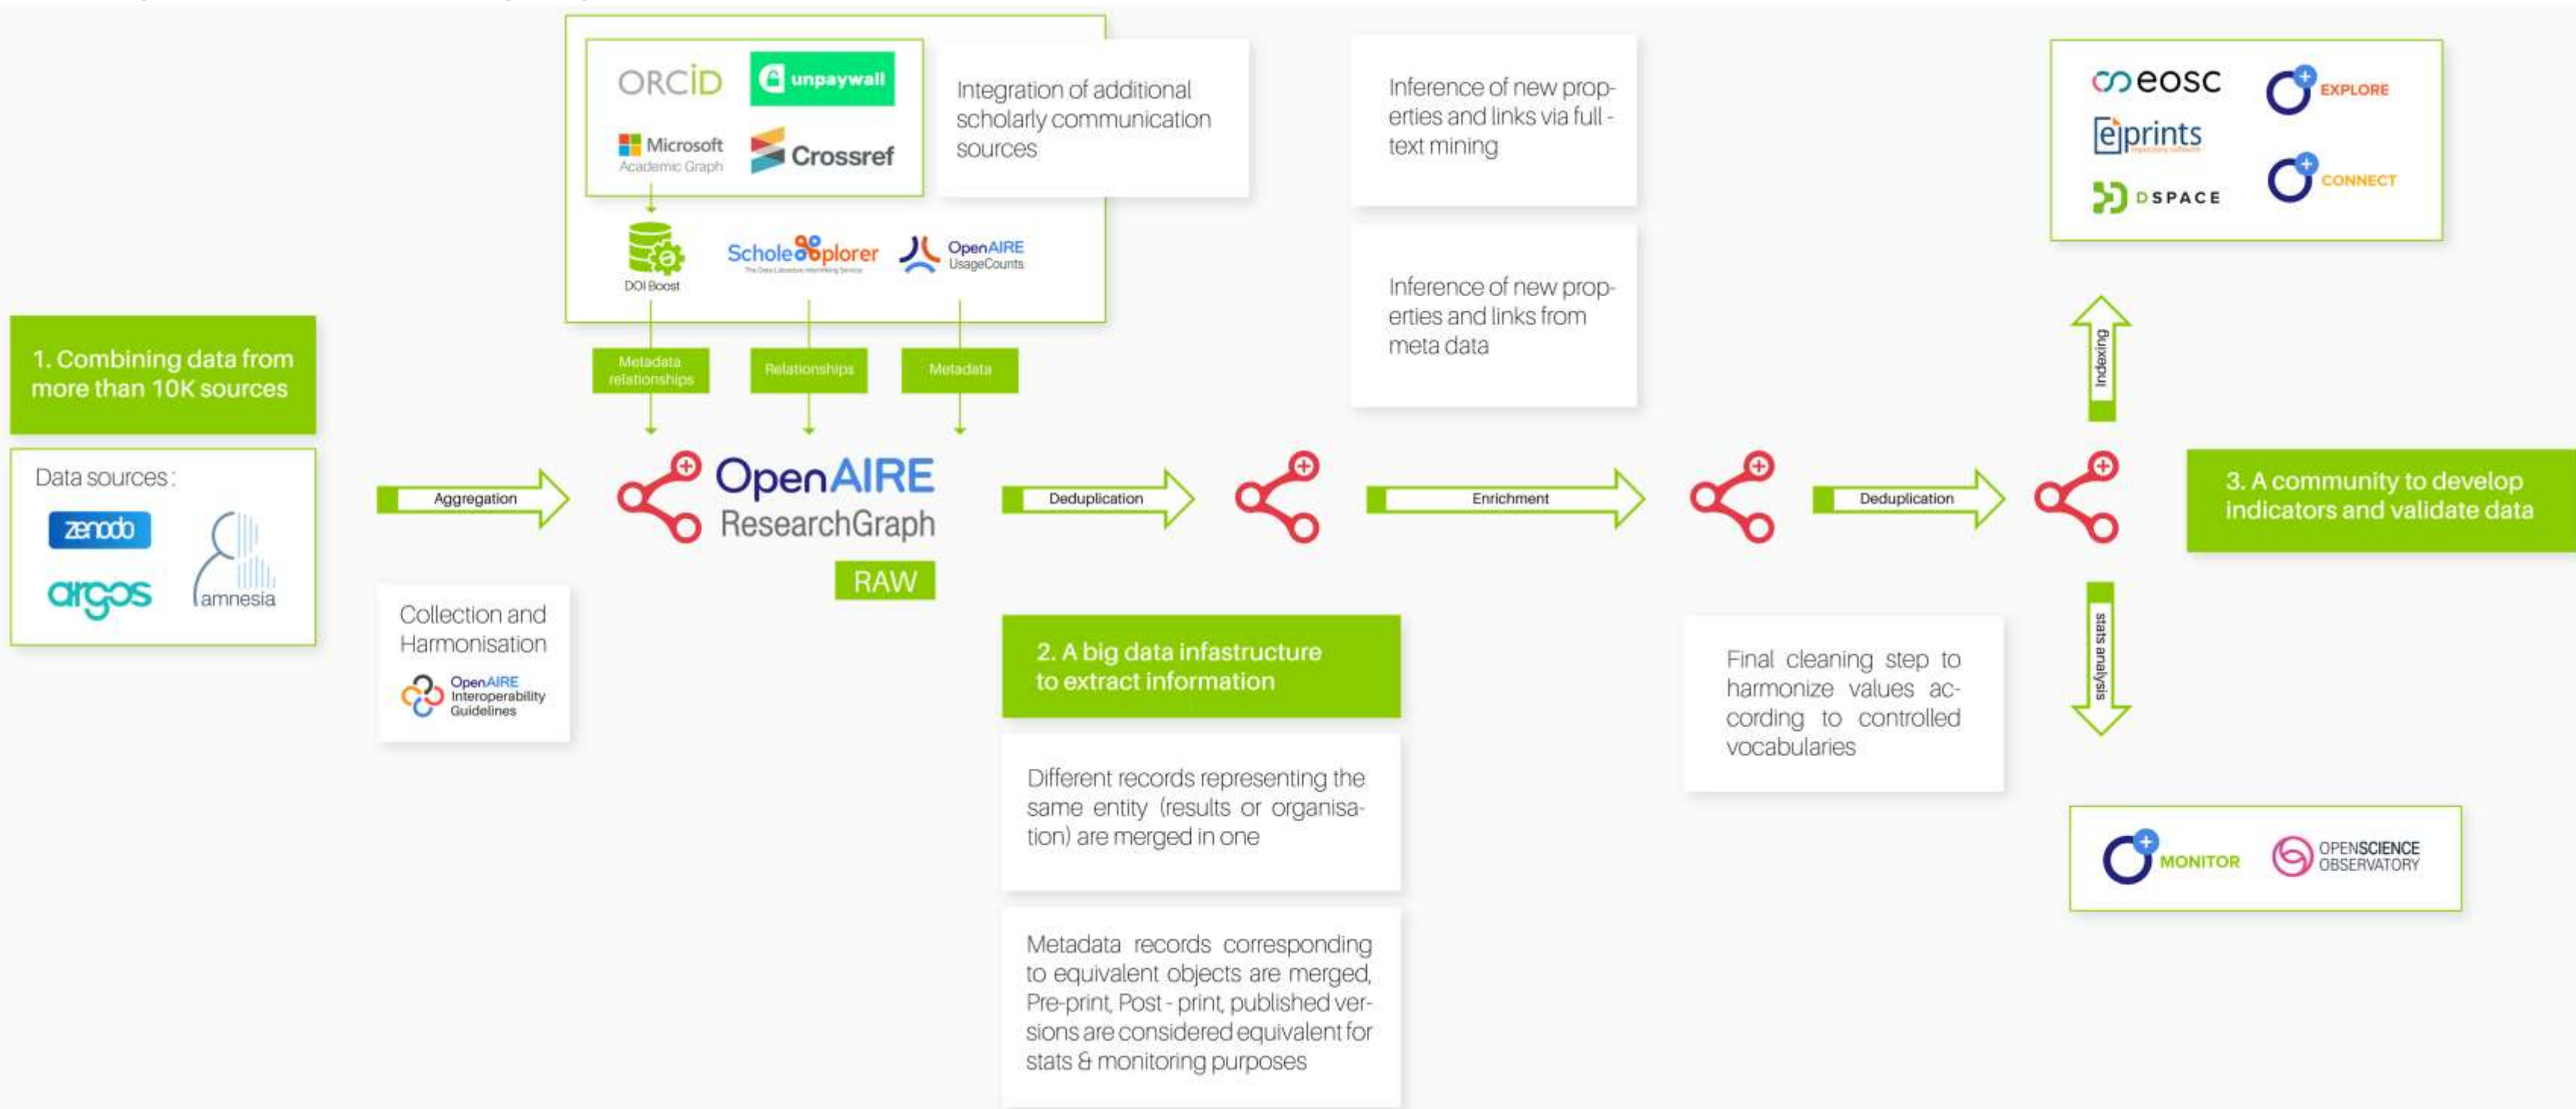 1. Combining data from
more than 10K sources
Data sources :
zenodo
argos
amnesia
Aggregation
Collection and
Harmonisation
OpenAIRE
Interoperability
Guidelines
ORCID
unpaywall
Microsoft
Academic Graph
Crossref
Integration of additional
scholarly communication
sources
DOI Boost
Scholexplorer
OpenAIRE
UsageCounts
Metadata
relationships
Relationships
Metadata
OpenAIRE
ResearchGraph
RAW
Deduplication
2. A big data infastructure
to extract information
Different records representing the
same entity (results or organisa-
tion) are merged in one
Metadata records corresponding
to equivalent objects are merged,
Pre-print, Post - print, published ver-
sions are considered equivalent for
stats & monitoring purposes
Inference of new prop-
erties and links via full -
text mining
Inference of new prop-
erties and links from
meta data
Enrichment
Deduplication
Final cleaning step to
harmonize values ac-
cording to controlled
vocabularies
eosc
EXPLORE
eprints
CONNECT
DSPACE
Indexing
3. A community to develop
indicators and validate data
stats analysis
MONITOR
OPENSCIENCE
OBSERVATORY